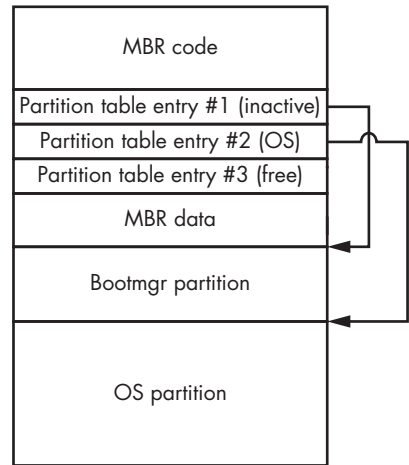 MBR code
Partition table entry #1 (inactive)
Partition table entry #2 (OS)
Partition table entry #3 (free)
MBR data
Bootmgr partition
OS partition